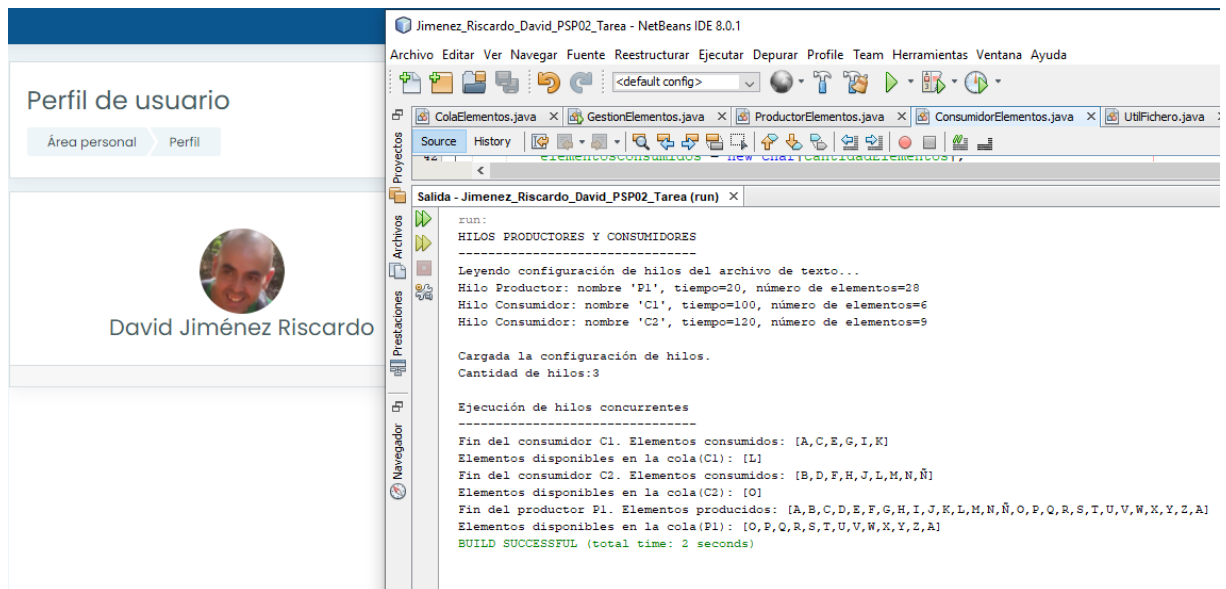 Perfil de usuario
Área personal
Perfil
David Jiménez Riscardo
Jimenez_Riscardo_David_PSP02_Tarea - NetBeans IDE 8.0.1
Archivo Editar Ver Navegar Fuente Reestructurar Ejecutar Depurar Profile Team Herramientas Ventana Ayuda
<default config>
ColaElementos.java
GestionElementos.java
ProductorElementos.java
ConsumidorElementos.java
UtilFichero.java
Source History
42 elementosConsumidos = new char[cantidadElementos];
Proyectos
Archivos
Prestaciones
Navegador
Salida - Jimenez_Riscardo_David_PSP02_Tarea (run)
run:
HILOS PRODUCTORES Y CONSUMIDORES
--------------------------------
Leyendo configuración de hilos del archivo de texto...
Hilo Productor: nombre 'P1', tiempo=20, número de elementos=28
Hilo Consumidor: nombre 'C1', tiempo=100, número de elementos=6
Hilo Consumidor: nombre 'C2', tiempo=120, número de elementos=9
Cargada la configuración de hilos.
Cantidad de hilos:3
Ejecución de hilos concurrentes
--------------------------------
Fin del consumidor C1. Elementos consumidos: [A,C,E,G,I,K]
Elementos disponibles en la cola(C1): [L]
Fin del consumidor C2. Elementos consumidos: [B,D,F,H,J,L,M,N,Ñ]
Elementos disponibles en la cola(C2): [O]
Fin del productor P1. Elementos producidos: [A,B,C,D,E,F,G,H,I,J,K,L,M,N,Ñ,O,P,Q,R,S,T,U,V,W,X,Y,Z,A]
Elementos disponibles en la cola(P1): [O,P,Q,R,S,T,U,V,W,X,Y,Z,A]
BUILD SUCCESSFUL (total time: 2 seconds)